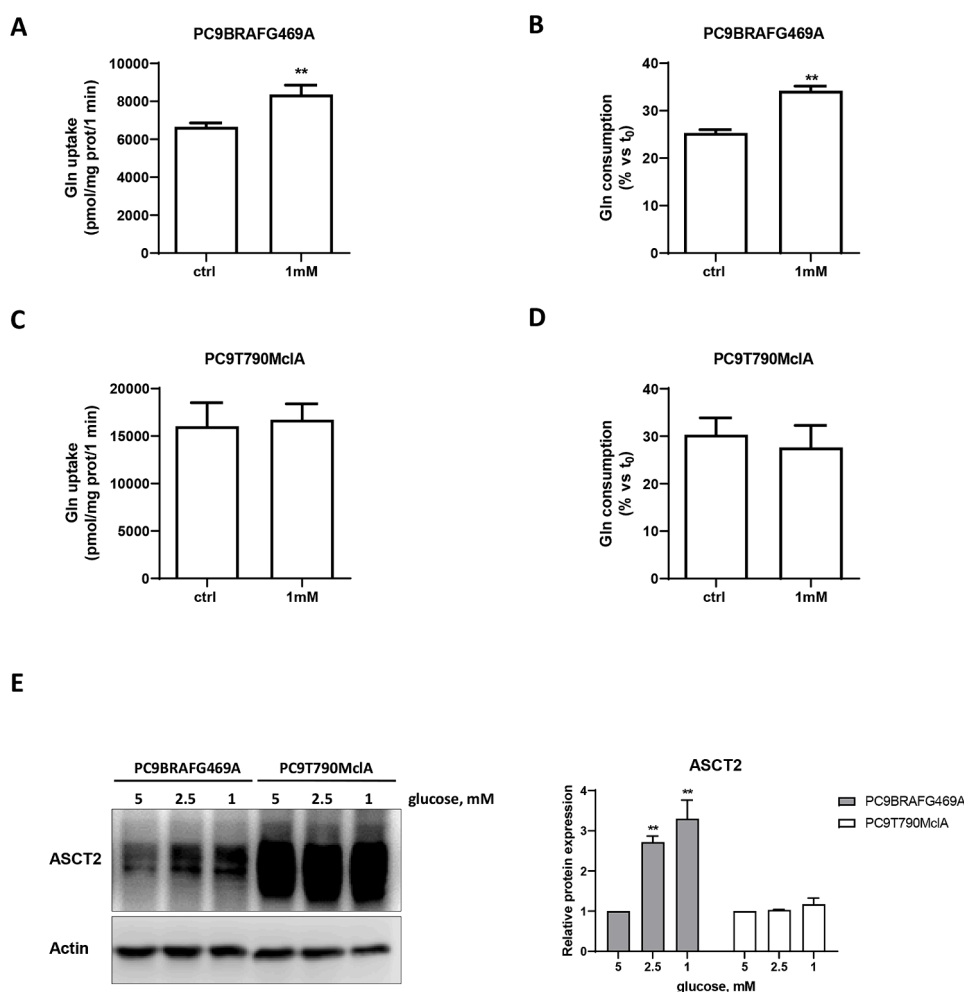 A
PC9BRAFG469A
Gln uptake
(pmol/mg prot/1 min)
10000
8000
6000
4000
2000
0
**
ctrl
1mM
B
PC9BRAFG469A
Gln consumption
(% vs t0)
40
30
20
10
0
**
ctrl
1mM
C
PC9T790MclA
Gln uptake
(pmol/mg prot/1 min)
20000
15000
10000
5000
0
ctrl
1mM
D
PC9T790MclA
Gln consumption
(% vs t0)
40
30
20
10
0
ctrl
1mM
E
PC9BRAFG469A PC9T790MclA
5 2.5 1 5 2.5 1 glucose, mM
ASCT2
Actin
ASCT2
Relative protein expression
4
3
2
1
0
** **
5 2.5 1 5 2.5 1
glucose, mM
PC9BRAFG469A
PC9T790MclA